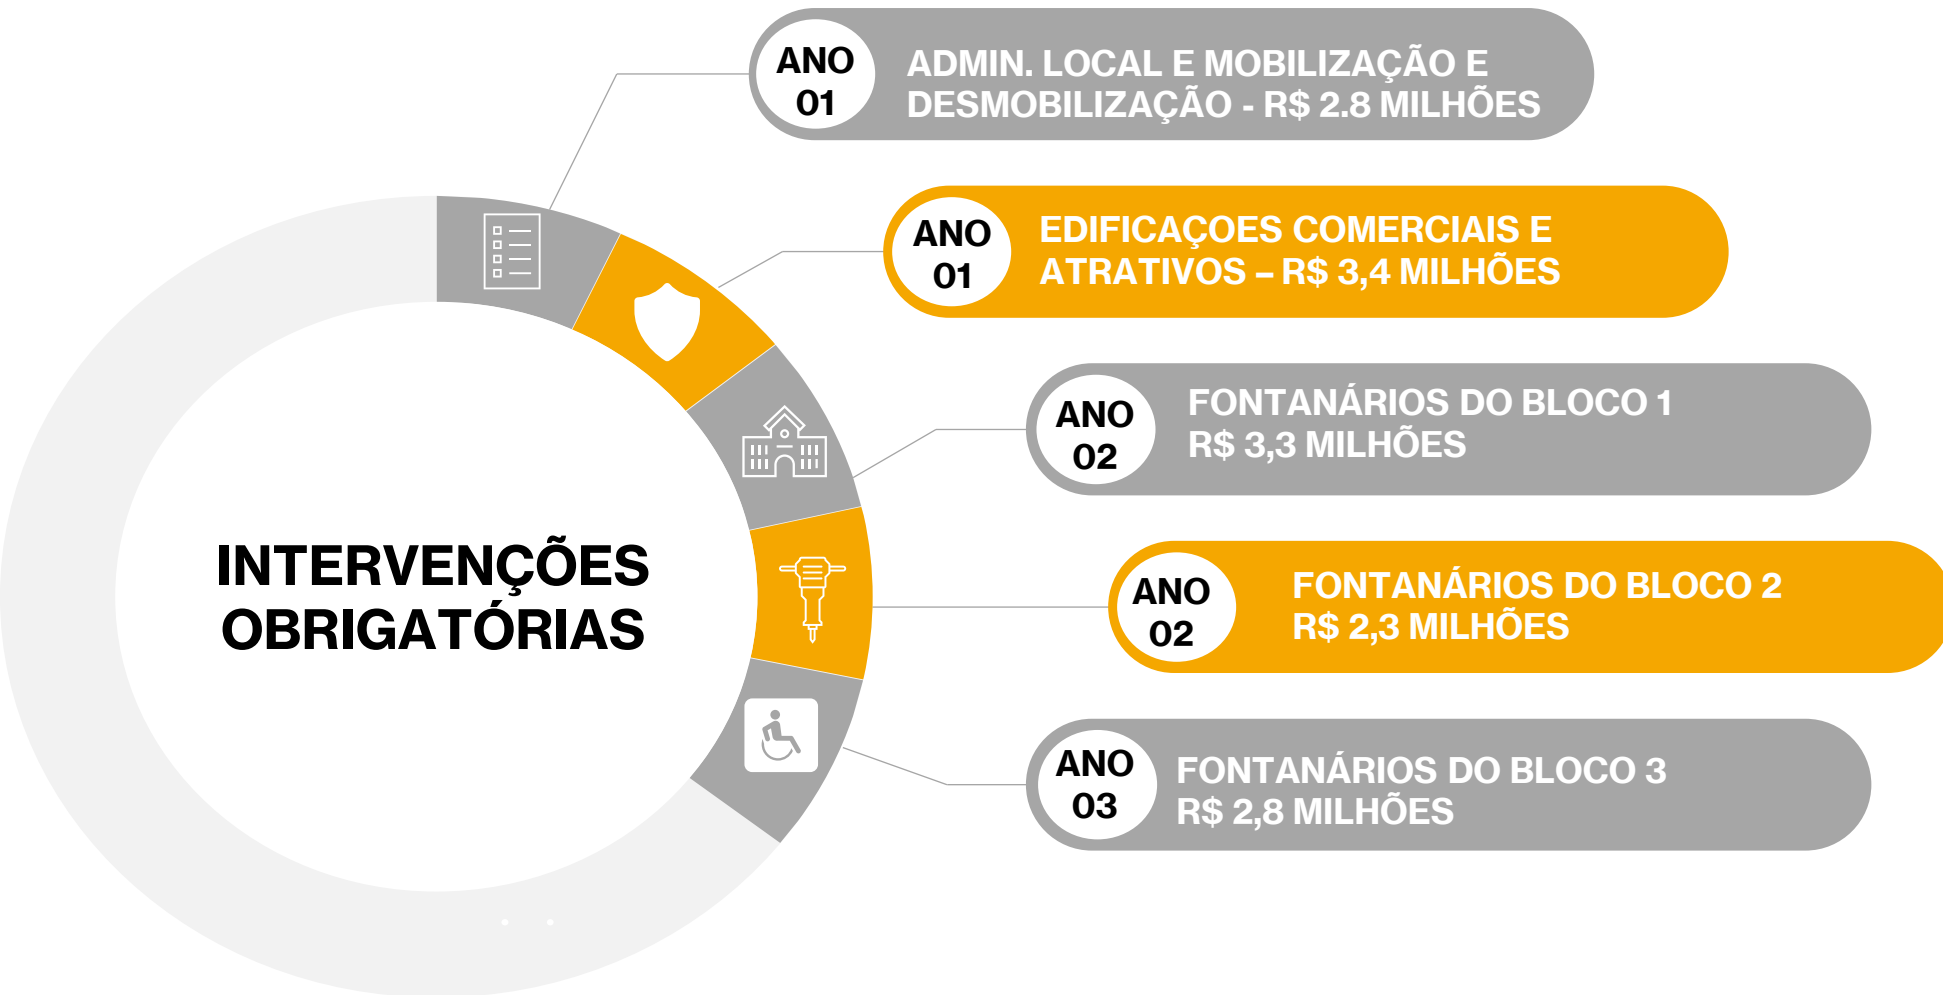 ANO
01
ADMIN. LOCAL E MOBILIZAÇÃO E
DESMOBILIZAÇÃO - R$ 2.8 MILHÕES
ANO
01
EDIFICAÇOES COMERCIAIS E
ATRATIVOS – R$ 3,4 MILHÕES
ANO
02
FONTANÁRIOS DO BLOCO 1
R$ 3,3 MILHÕES
INTERVENÇÕES
OBRIGATÓRIAS
ANO
02
FONTANÁRIOS DO BLOCO 2
R$ 2,3 MILHÕES
ANO
03
FONTANÁRIOS DO BLOCO 3
R$ 2,8 MILHÕES